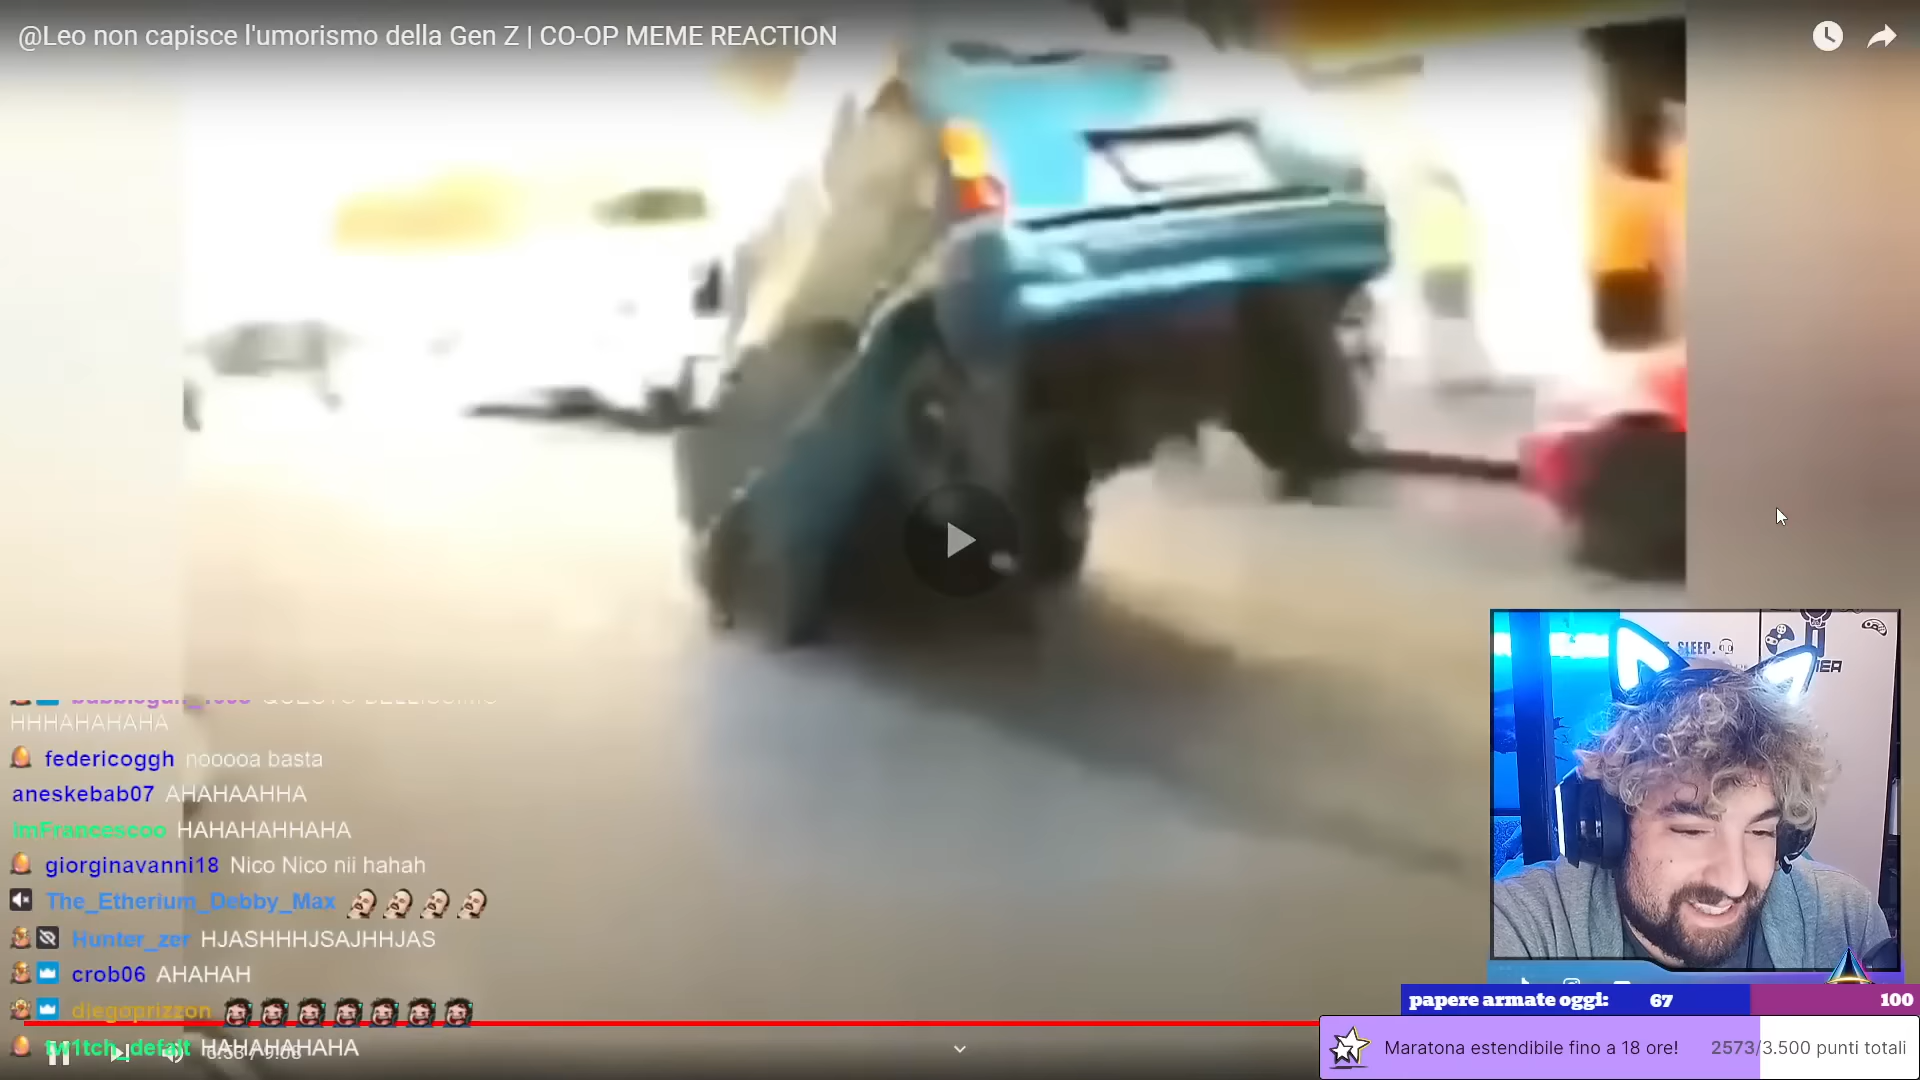 @Leo non capisce l'umorismo della Gen Z | CO-OP MEME REACTION
HHHAHAHAHA
federicoggh nooooa basta
aneskebab07 AHAHAAHHA
imFrancescoo HAHAHAHHAHA
giorginavanni18 Nico Nico nii hahah
The_Etherium_Debby_Max
Hunter_zer HJASHHHJSAJHHJAS
crob06 AHAHAH
diegoprizzon
tw1tch_defalt HAHAHAHAHA
SLEEP.
papere armate oggi: 67 100
Maratona estendibile fino a 18 ore! 2573/3.500 punti totali